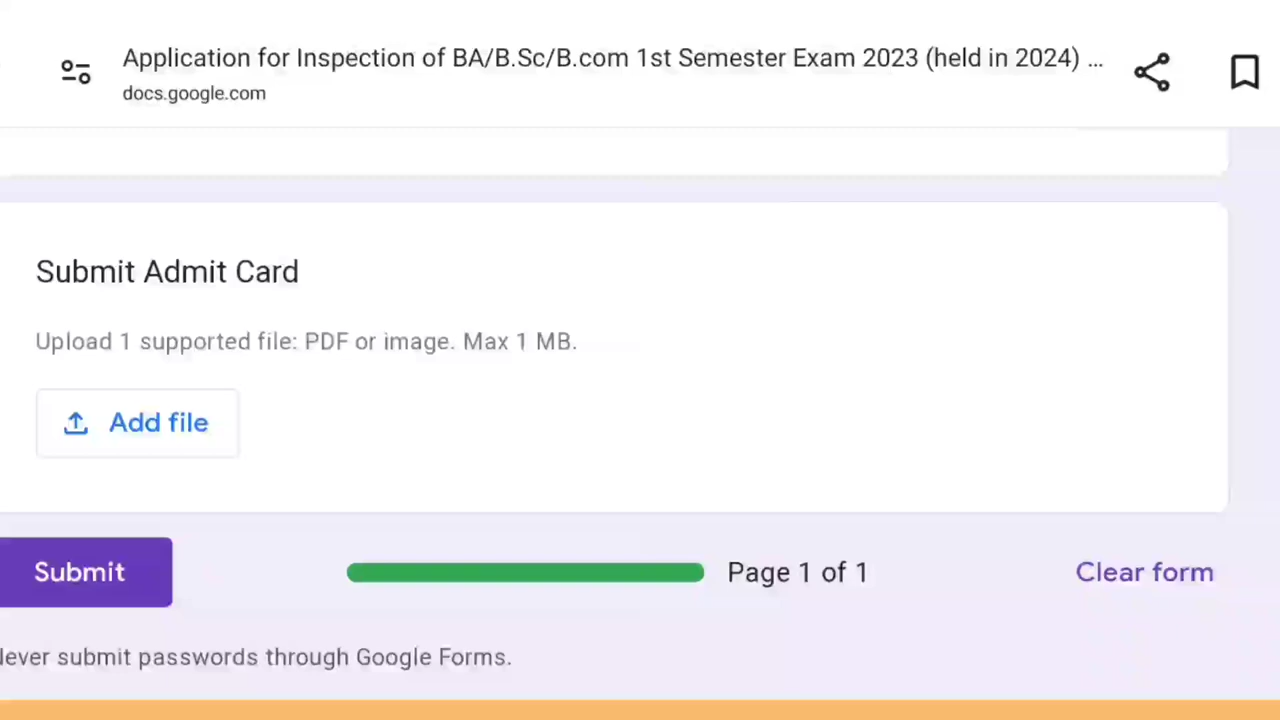 Application for Inspection of BA/B.Sc/B.com 1st Semester Exam 2023 (held in 2024) ...
docs.google.com
Submit Admit Card
Upload 1 supported file: PDF or image. Max 1 MB.
Add file
Submit
Page 1 of 1
Clear form
ever submit passwords through Google Forms.